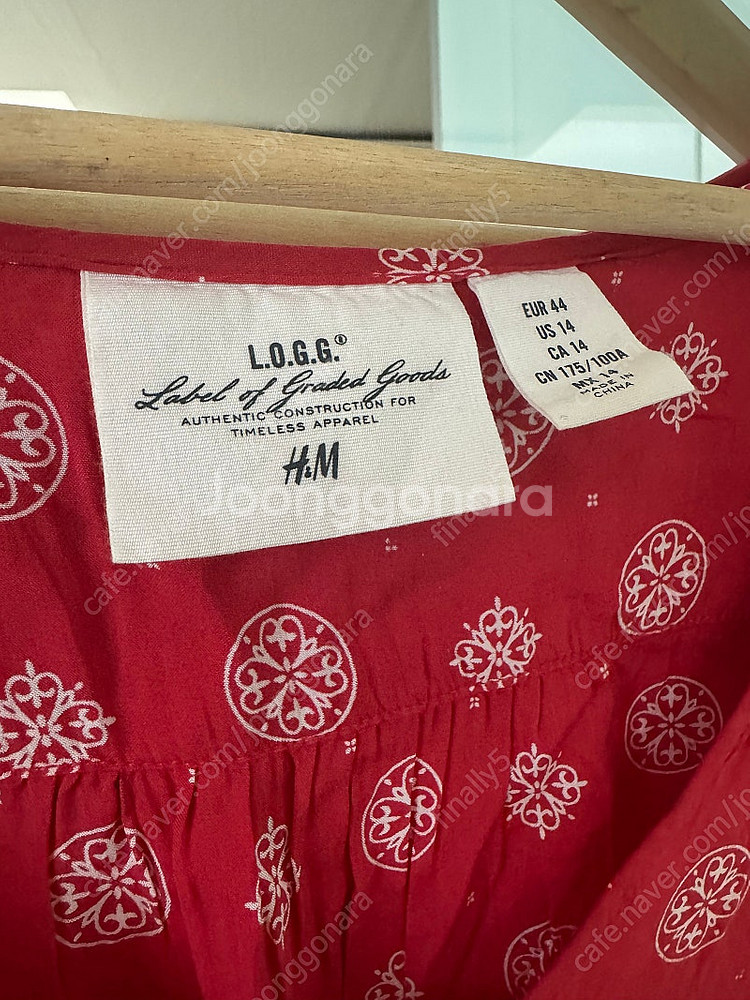 L.O.G.G.®
Label of Graded Goods
AUTHENTIC CONSTRUCTION FOR
TIMELESS APPAREL
H&M
EUR 44
US 14
CA 14
CN 175/100A
MX 14
MADE IN
CHINA
Joonggonara
cafe.naver.com/joonggonara
finally5